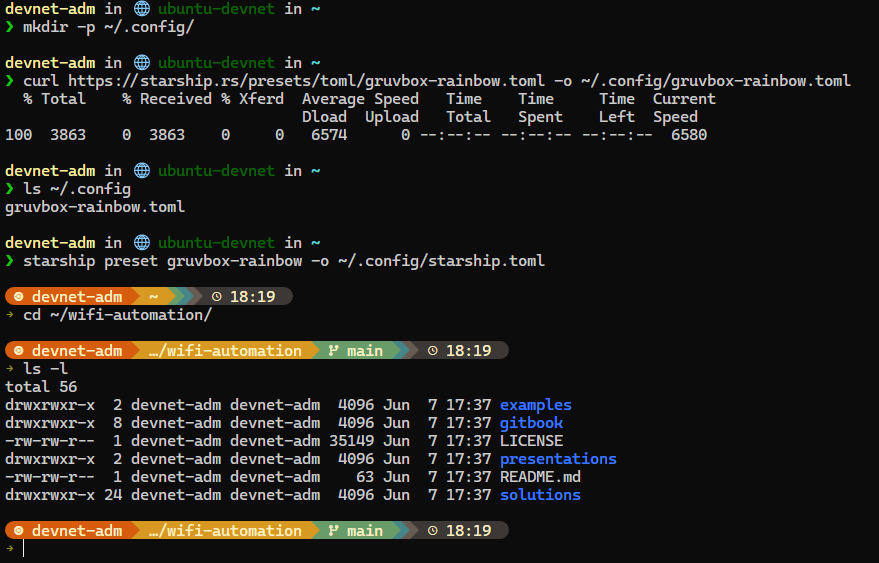 devnet-adm in 🌐 ubuntu-devnet in ~
❯ mkdir -p ~/.config/
devnet-adm in 🌐 ubuntu-devnet in ~
❯ curl https://starship.rs/presets/toml/gruvbox-rainbow.toml -o ~/.config/gruvbox-rainbow.toml
% Total % Received % Xferd Average Speed Time Time Time Current
Dload Upload Total Spent Left Speed
100 3863 0 3863 0 0 6574 0 --:--:-- --:--:-- --:--:-- 6580
devnet-adm in 🌐 ubuntu-devnet in ~
❯ ls ~/.config
gruvbox-rainbow.toml
devnet-adm in 🌐 ubuntu-devnet in ~
❯ starship preset gruvbox-rainbow -o ~/.config/starship.toml
devnet-adm ~ 18:19
→ cd ~/wifi-automation/
devnet-adm …/wifi-automation main 18:19
→ ls -l
total 56
drwxrwxr-x 2 devnet-adm devnet-adm 4096 Jun 7 17:37 examples
drwxrwxr-x 8 devnet-adm devnet-adm 4096 Jun 7 17:37 gitbook
-rw-rw-r-- 1 devnet-adm devnet-adm 35149 Jun 7 17:37 LICENSE
drwxrwxr-x 2 devnet-adm devnet-adm 4096 Jun 7 17:37 presentations
-rw-rw-r-- 1 devnet-adm devnet-adm 63 Jun 7 17:37 README.md
drwxrwxr-x 24 devnet-adm devnet-adm 4096 Jun 7 17:37 solutions
devnet-adm …/wifi-automation main 18:19
→